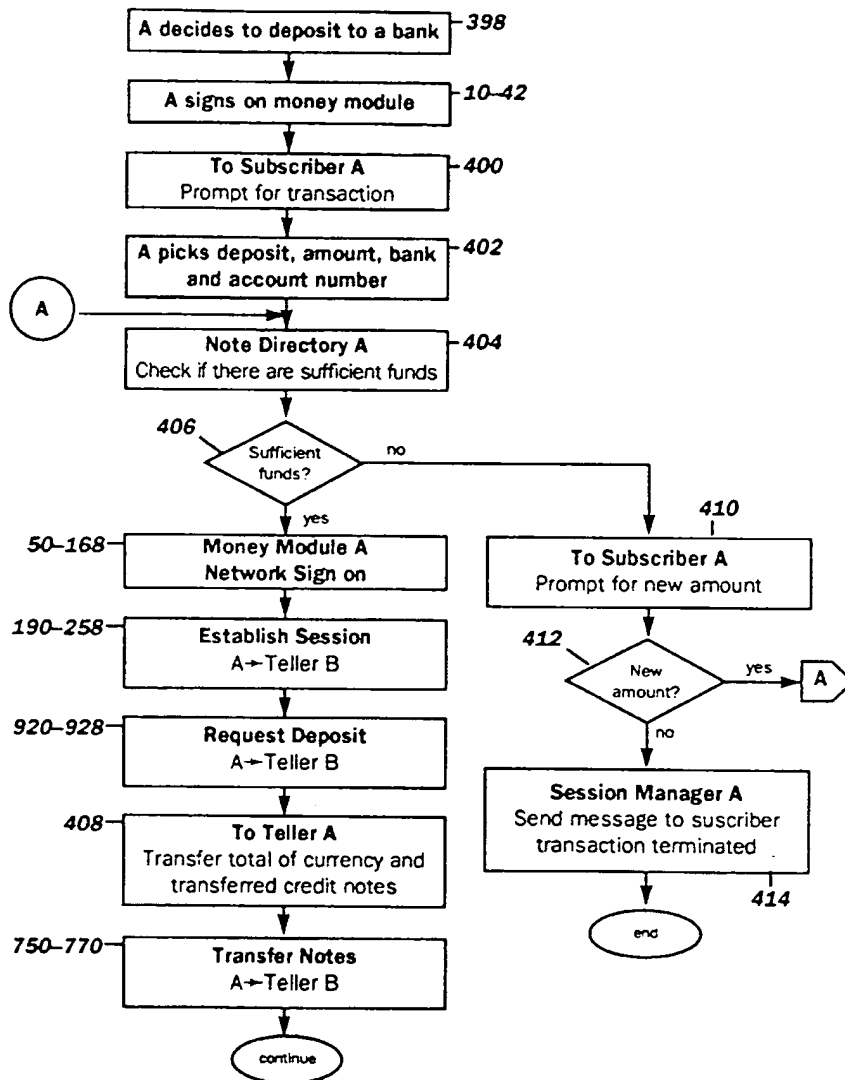 A decides to deposit to a bank
398
A signs on money module
10–42
To Subscriber A
Prompt for transaction
400
A picks deposit, amount, bank
and account number
402
A
Note Directory A
Check if there are sufficient funds
404
406
Sufficient
funds?
no
yes
50–168
Money Module A
Network Sign on
410
To Subscriber A
Prompt for new amount
190–258
Establish Session
A→Teller B
412
New
amount?
yes
A
no
920–928
Request Deposit
A→Teller B
Session Manager A
Send message to suscriber
transaction terminated
414
408
To Teller A
Transfer total of currency and
transferred credit notes
end
750–770
Transfer Notes
A→Teller B
continue